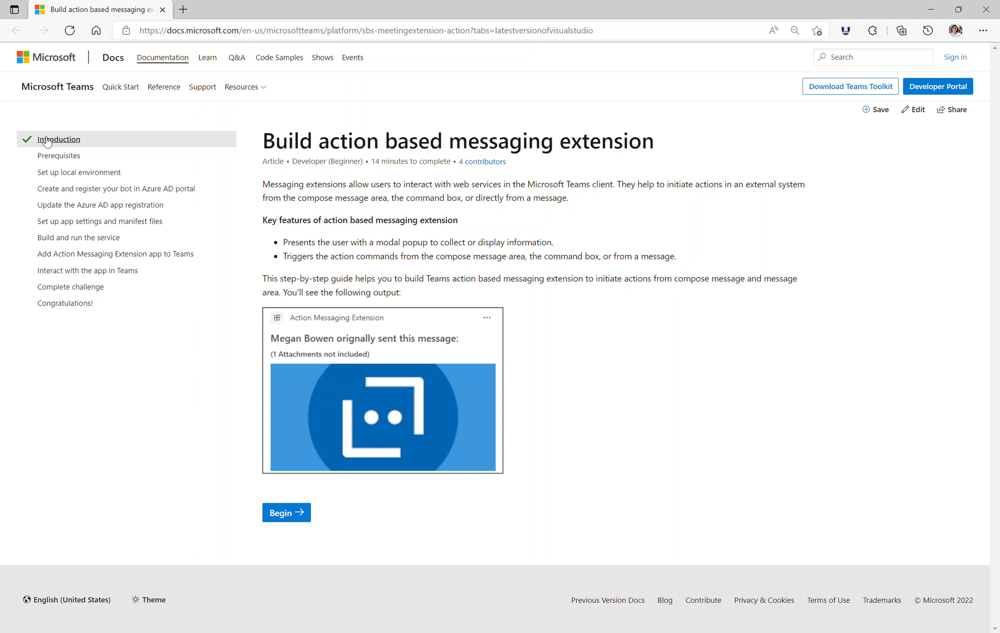 Build action based messaging ex
https://docs.microsoft.com/en-us/microsoftteams/platform/sbs-meetingextension-action?tabs=latestversionofvisualstudio
Microsoft
Docs Documentation Learn Q&A Code Samples Shows Events
Search
Sign in
Microsoft Teams Quick Start Reference Support Resources
Download Teams Toolkit
Developer Portal
Save Edit Share
Introduction
Prerequisites
Set up local environment
Create and register your bot in Azure AD portal
Update the Azure AD app registration
Set up app settings and manifest files
Build and run the service
Add Action Messaging Extension app to Teams
Interact with the app in Teams
Complete challenge
Congratulations!
Build action based messaging extension
Article • Developer (Beginner) • 14 minutes to complete • 4 contributors
Messaging extensions allow users to interact with web services in the Microsoft Teams client. They help to initiate actions in an external system
from the compose message area, the command box, or directly from a message.
Key features of action based messaging extension
• Presents the user with a modal popup to collect or display information.
• Triggers the action commands from the compose message area, the command box, or from a message.
This step-by-step guide helps you to build Teams action based messaging extension to initiate actions from compose message and message
area. You'll see the following output:
Action Messaging Extension
Megan Bowen orignally sent this message:
(1 Attachments not included)
Begin
English (United States) Theme
Previous Version Docs Blog Contribute Privacy & Cookies Terms of Use Trademarks © Microsoft 2022